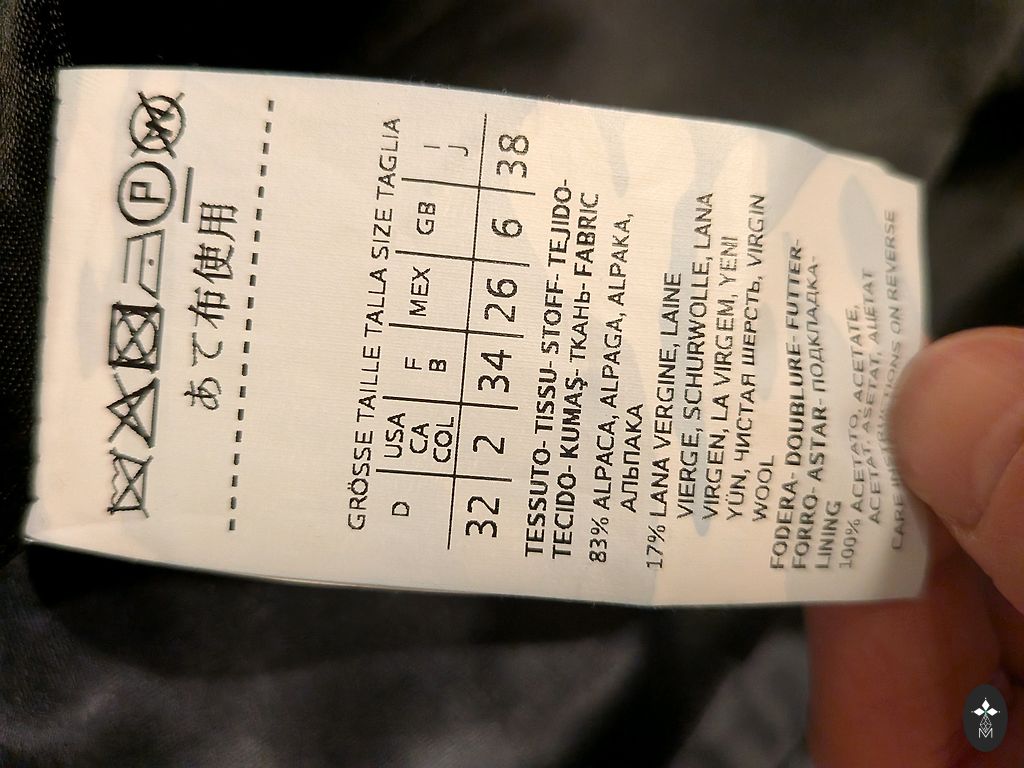 P
W
あて布使用
GRÖSSE TAILLE TALLA SIZE TAGLIA
D USA F MEX GB I
CA B J
COL
32 2 34 26 6 38
TESSUTO- TISSU- STOFF- TEJIDO-
TECIDO- KUMAŞ- ТКАНЬ- FABRIC
83% ALPACA, ALPAGA, ALPAKA,
АЛЬПАКА
17% LANA VERGINE, LAINE
VIERGE, SCHURWOLLE, LANA
VIRGEN, LA VIRGEM, YENI
YÜN, ЧИСТАЯ ШЕРСТЬ, VIRGIN
WOOL
FODERA- DOUBLURE- FUTTER-
FORRO- ASTAR- ПОДКЛАДКА-
LINING
100% ACETATO, ACETATE,
ACETAT, ASETAT, АЦЕТАТ
CARE INSTRUCTIONS ON REVERSE
M